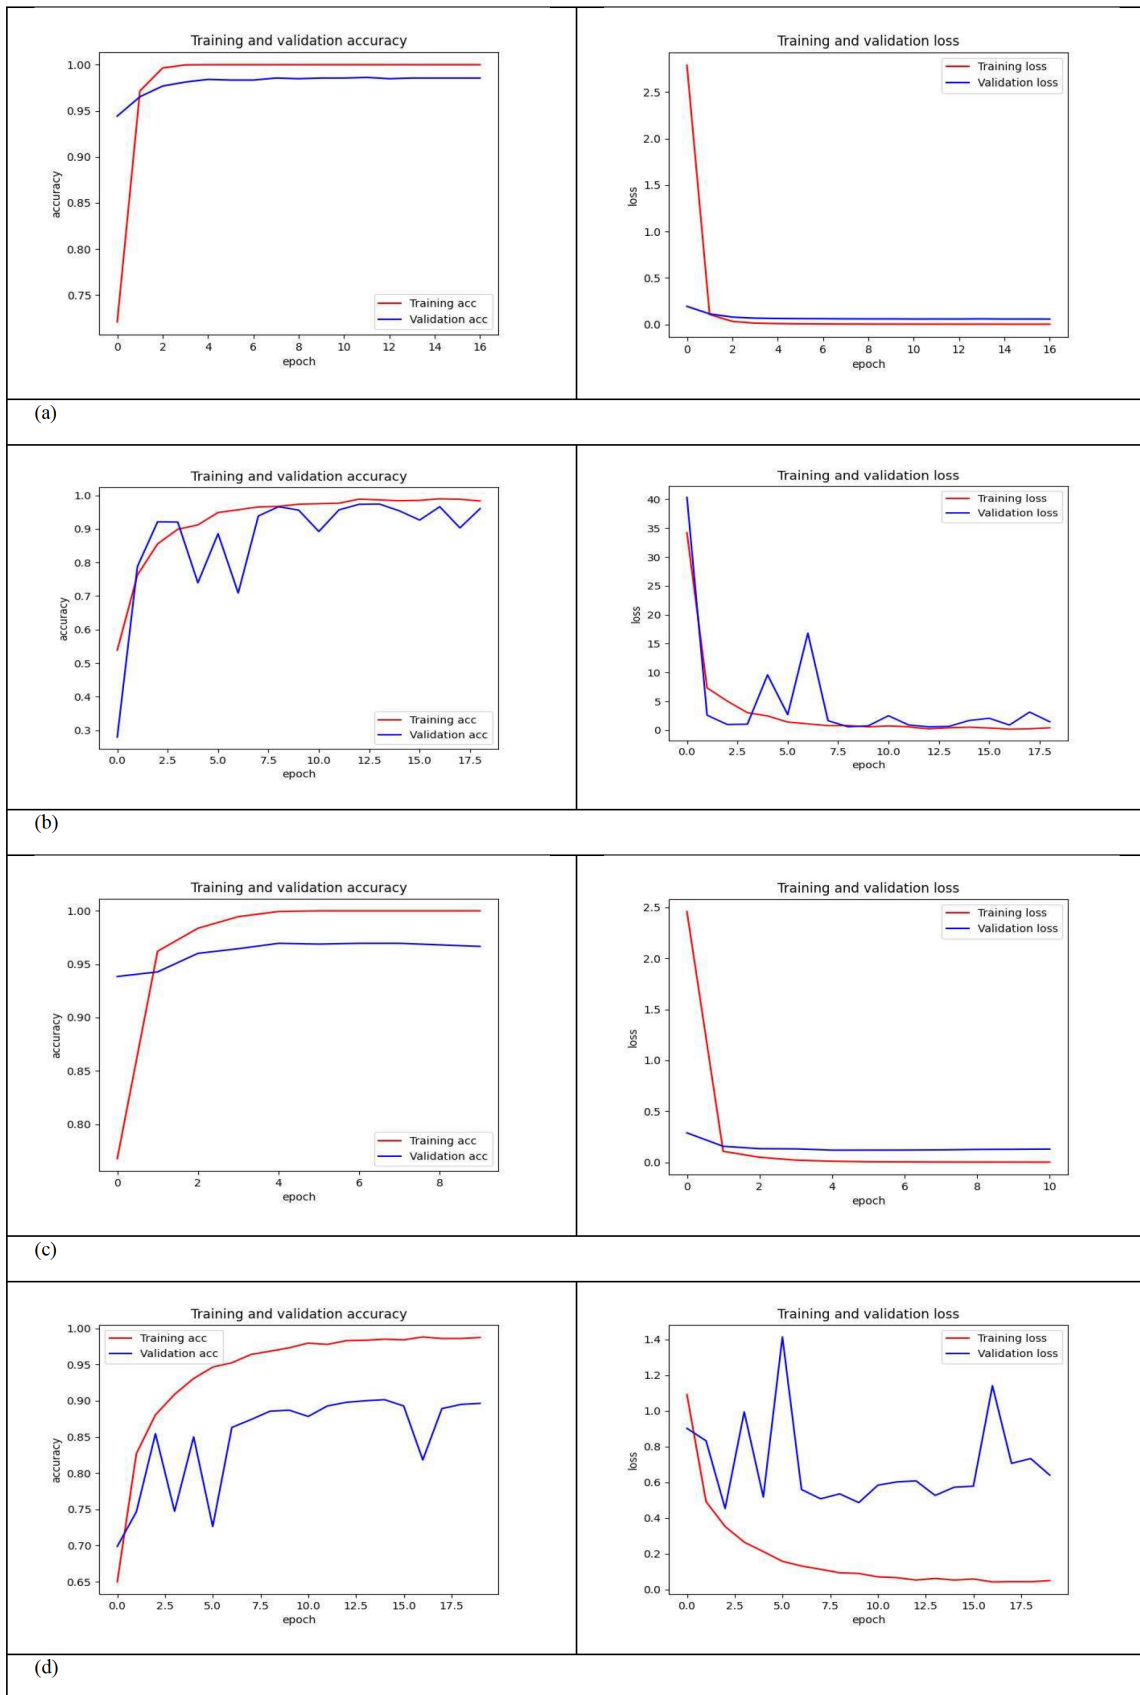 Training and validation accuracy
1.00
0.95
0.90
0.85
0.80
0.75
accuracy
Training acc
Validation acc
0 2 4 6 8 10 12 14 16
epoch
Training and validation loss
2.5
2.0
1.5
1.0
0.5
0.0
loss
Training loss
Validation loss
0 2 4 6 8 10 12 14 16
epoch
(a)
Training and validation accuracy
1.0
0.9
0.8
0.7
0.6
0.5
0.4
0.3
accuracy
Training acc
Validation acc
0.0 2.5 5.0 7.5 10.0 12.5 15.0 17.5
epoch
Training and validation loss
40
35
30
25
20
15
10
5
0
loss
Training loss
Validation loss
0.0 2.5 5.0 7.5 10.0 12.5 15.0 17.5
epoch
(b)
Training and validation accuracy
1.00
0.95
0.90
0.85
0.80
accuracy
Training acc
Validation acc
0 2 4 6 8
epoch
Training and validation loss
2.5
2.0
1.5
1.0
0.5
0.0
loss
Training loss
Validation loss
0 2 4 6 8 10
epoch
(c)
Training and validation accuracy
1.00
0.95
0.90
0.85
0.80
0.75
0.70
0.65
accuracy
Training acc
Validation acc
0.0 2.5 5.0 7.5 10.0 12.5 15.0 17.5
epoch
Training and validation loss
1.4
1.2
1.0
0.8
0.6
0.4
0.2
0.0
loss
Training loss
Validation loss
0.0 2.5 5.0 7.5 10.0 12.5 15.0 17.5
epoch
(d)